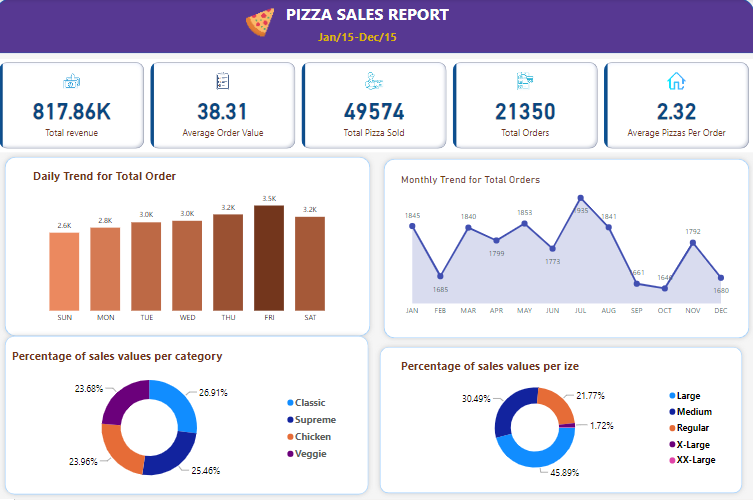 PIZZA SALES REPORT
Jan/15-Dec/15
817.86K
Total revenue
38.31
Average Order Value
49574
Total Pizza Sold
21350
Total Orders
2.32
Average Pizzas Per Order
Daily Trend for Total Order
2.6K
2.8K
3.0K
3.0K
3.2K
3.5K
3.2K
SUN MON TUE WED THU FRI SAT
Monthly Trend for Total Orders
1845
1685
1840
1799
1853
1773
1935
1841
1661
1646
1792
1680
JAN FEB MAR APR MAY JUN JUL AUG SEP OCT NOV DEC
Percentage of sales values per category
23.68%
26.91%
23.96%
25.46%
Classic
Supreme
Chicken
Veggie
Percentage of sales values per ize
30.49%
21.77%
1.72%
45.89%
Large
Medium
Regular
X-Large
XX-Large